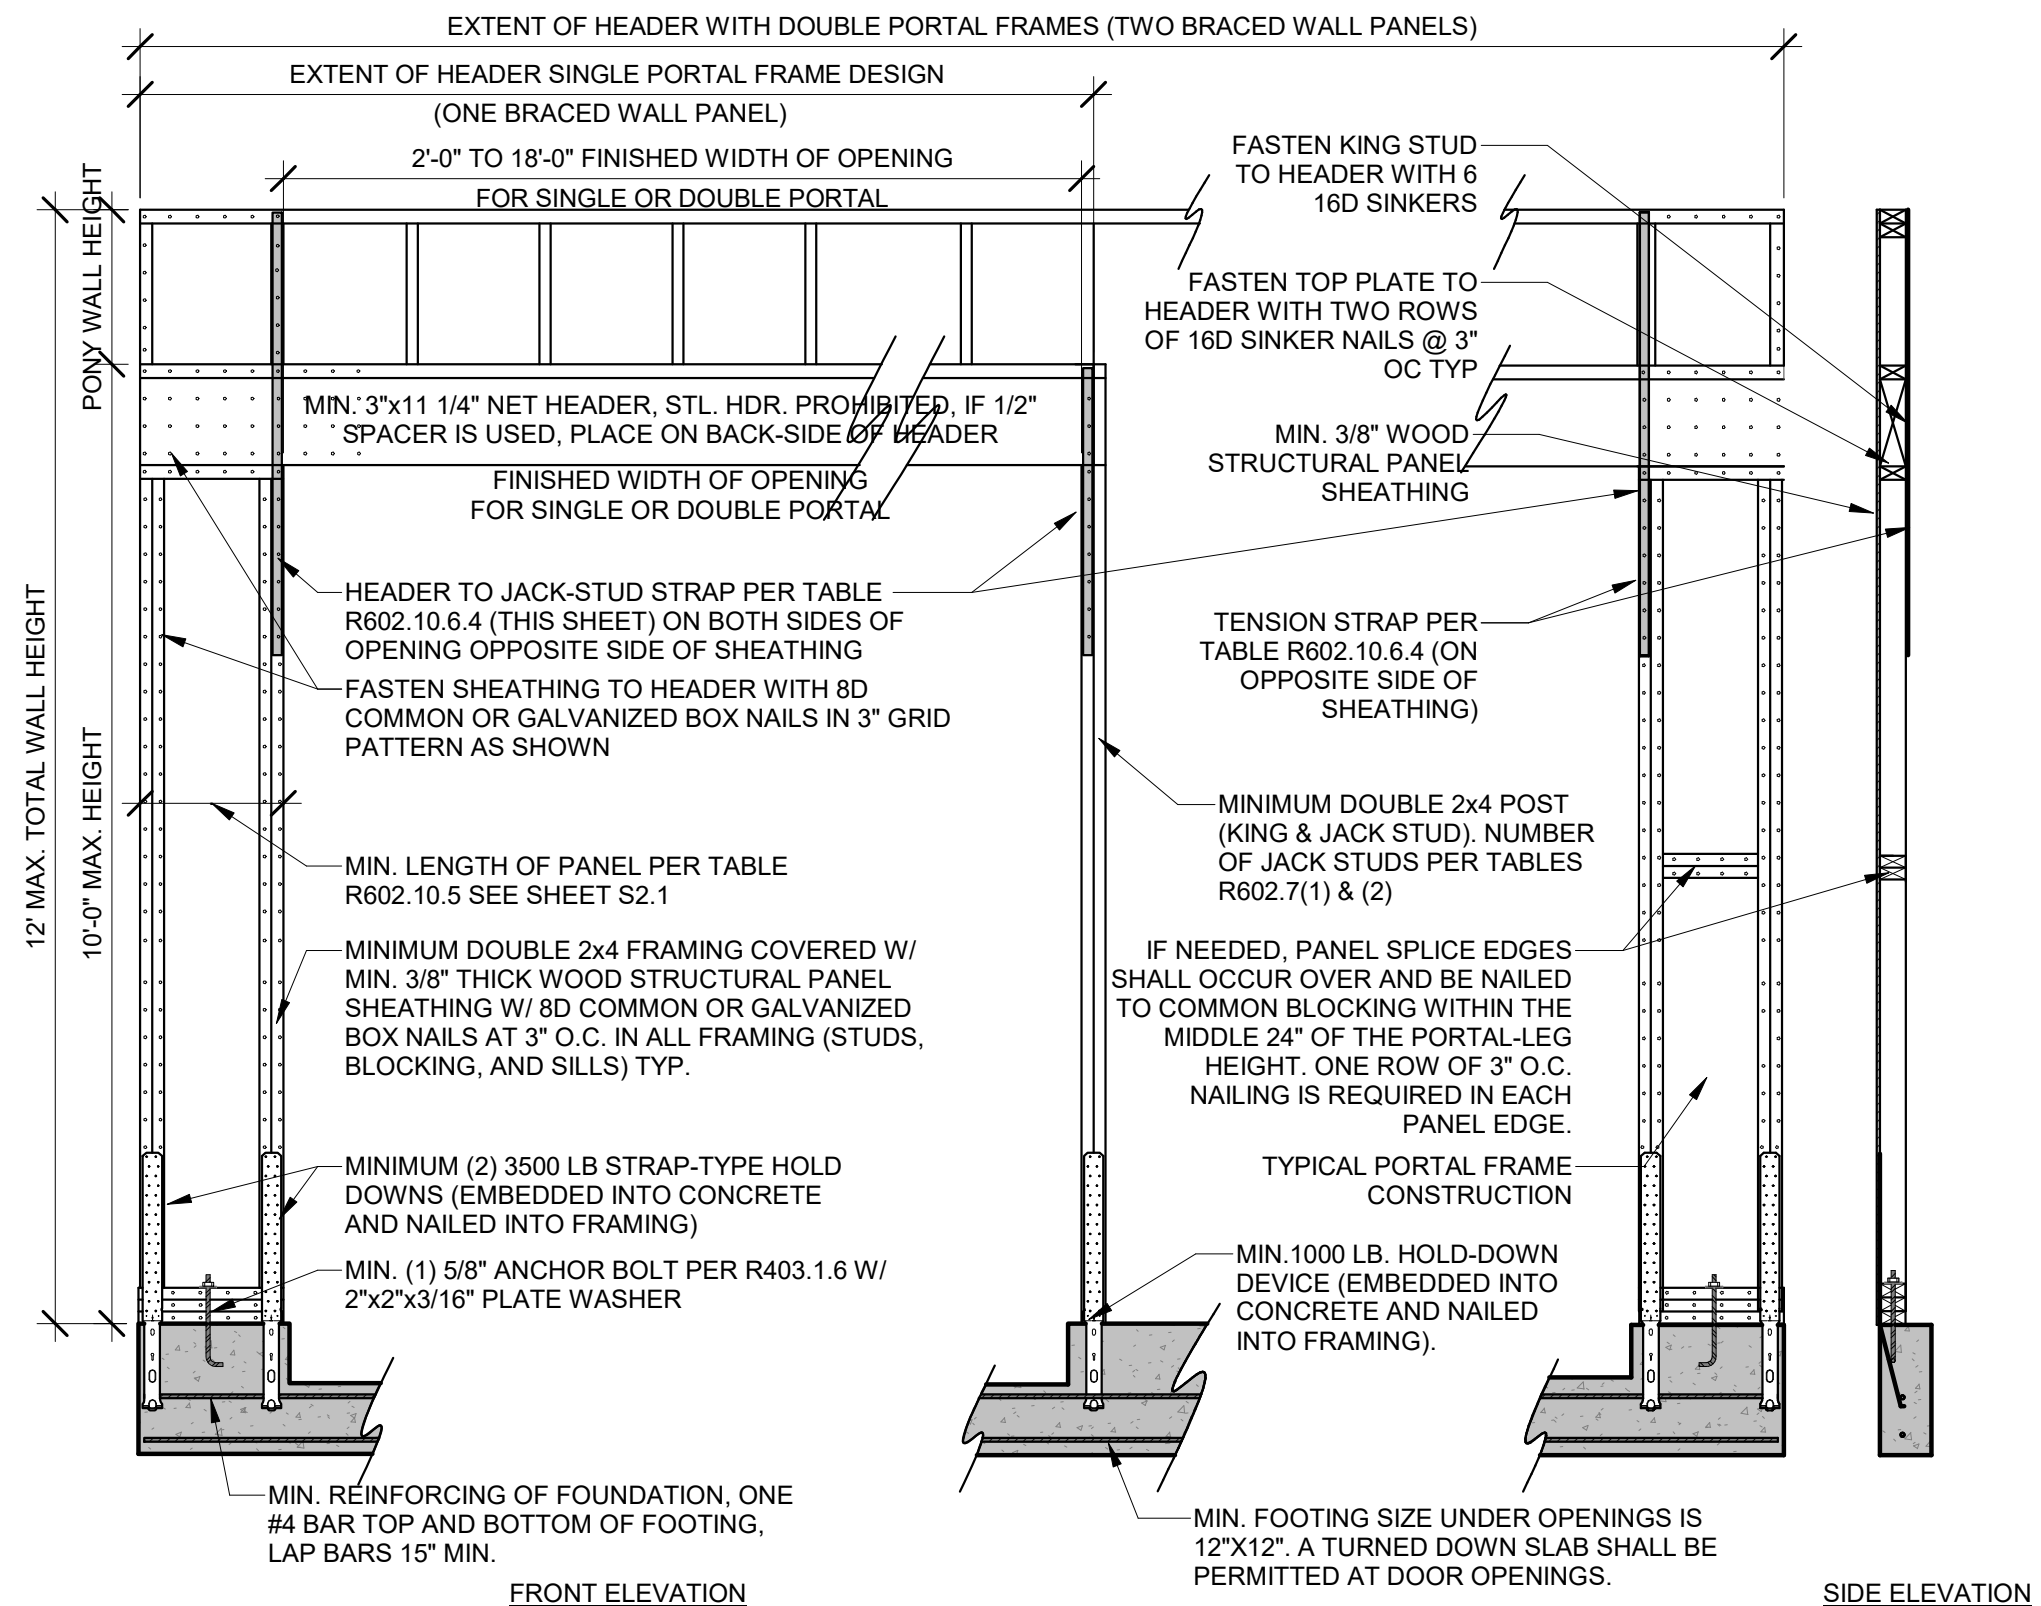 EXTENT OF HEADER WITH DOUBLE PORTAL FRAMES (TWO BRACED WALL PANELS)
EXTENT OF HEADER SINGLE PORTAL FRAME DESIGN
(ONE BRACED WALL PANEL)
2'-0" TO 18'-0" FINISHED WIDTH OF OPENING
FOR SINGLE OR DOUBLE PORTAL
FASTEN KING STUD
TO HEADER WITH 6
16D SINKERS
FASTEN TOP PLATE TO
HEADER WITH TWO ROWS
OF 16D SINKER NAILS @ 3"
OC TYP
PONY WALL HEIGHT
12' MAX. TOTAL WALL HEIGHT
10'-0" MAX. HEIGHT
MIN. 3"x11 1/4" NET HEADER, STL. HDR. PROHIBITED, IF 1/2"
SPACER IS USED, PLACE ON BACK-SIDE OF HEADER
FINISHED WIDTH OF OPENING
FOR SINGLE OR DOUBLE PORTAL
MIN. 3/8" WOOD
STRUCTURAL PANEL
SHEATHING
HEADER TO JACK-STUD STRAP PER TABLE
R602.10.6.4 (THIS SHEET) ON BOTH SIDES OF
OPENING OPPOSITE SIDE OF SHEATHING
TENSION STRAP PER
TABLE R602.10.6.4 (ON
OPPOSITE SIDE OF
SHEATHING)
FASTEN SHEATHING TO HEADER WITH 8D
COMMON OR GALVANIZED BOX NAILS IN 3" GRID
PATTERN AS SHOWN
MINIMUM DOUBLE 2x4 POST
(KING & JACK STUD). NUMBER
OF JACK STUDS PER TABLES
R602.7(1) & (2)
MIN. LENGTH OF PANEL PER TABLE
R602.10.5 SEE SHEET S2.1
MINIMUM DOUBLE 2x4 FRAMING COVERED W/
MIN. 3/8" THICK WOOD STRUCTURAL PANEL
SHEATHING W/ 8D COMMON OR GALVANIZED
BOX NAILS AT 3" O.C. IN ALL FRAMING (STUDS,
BLOCKING, AND SILLS) TYP.
IF NEEDED, PANEL SPLICE EDGES
SHALL OCCUR OVER AND BE NAILED
TO COMMON BLOCKING WITHIN THE
MIDDLE 24" OF THE PORTAL-LEG
HEIGHT. ONE ROW OF 3" O.C.
NAILING IS REQUIRED IN EACH
PANEL EDGE.
MINIMUM (2) 3500 LB STRAP-TYPE HOLD
DOWNS (EMBEDDED INTO CONCRETE
AND NAILED INTO FRAMING)
TYPICAL PORTAL FRAME
CONSTRUCTION
MIN. (1) 5/8" ANCHOR BOLT PER R403.1.6 W/
2"x2"x3/16" PLATE WASHER
MIN.1000 LB. HOLD-DOWN
DEVICE (EMBEDDED INTO
CONCRETE AND NAILED
INTO FRAMING).
MIN. REINFORCING OF FOUNDATION, ONE
#4 BAR TOP AND BOTTOM OF FOOTING,
LAP BARS 15" MIN.
MIN. FOOTING SIZE UNDER OPENINGS IS
12"X12". A TURNED DOWN SLAB SHALL BE
PERMITTED AT DOOR OPENINGS.
FRONT ELEVATION
SIDE ELEVATION